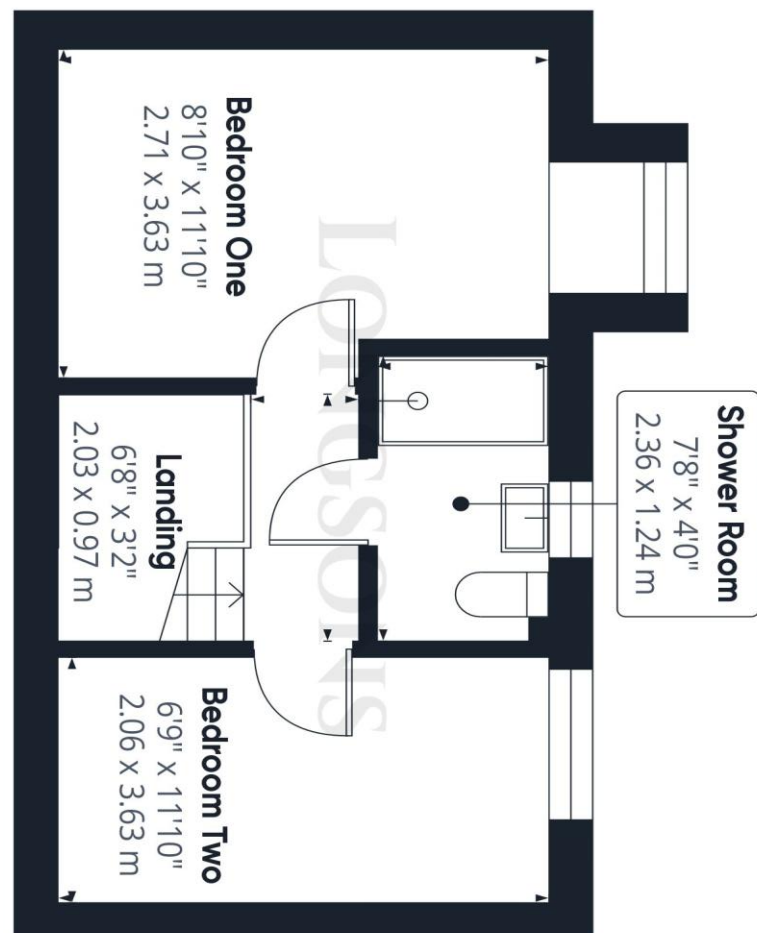 Shower Room
7'8" x 4'0"
2.36 x 1.24 m
Bedroom One
8'10" x 11'10"
2.71 x 3.63 m
Landing
6'8" x 3'2"
2.03 x 0.97 m
Bedroom Two
6'9" x 11'10"
2.06 x 3.63 m
LONGSONS